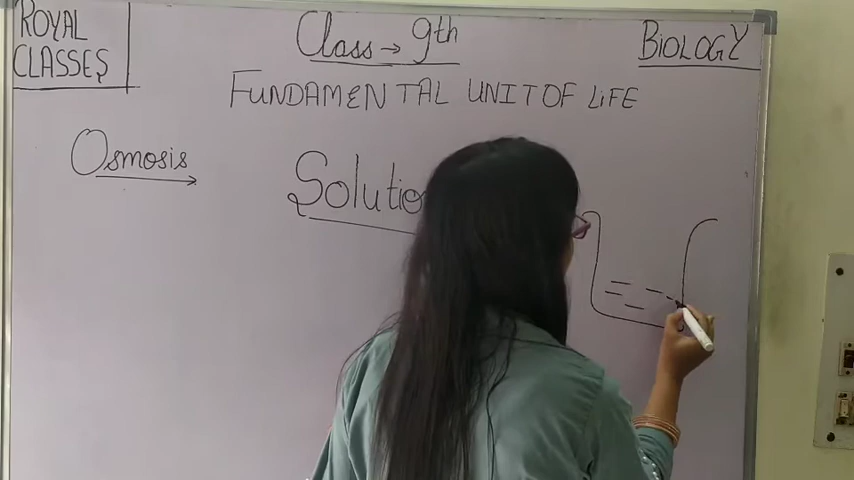 ROYAL CLASSES
Class → 9th
BIOLOGY
FUNDAMENTAL UNIT OF LiFE
Osmosis